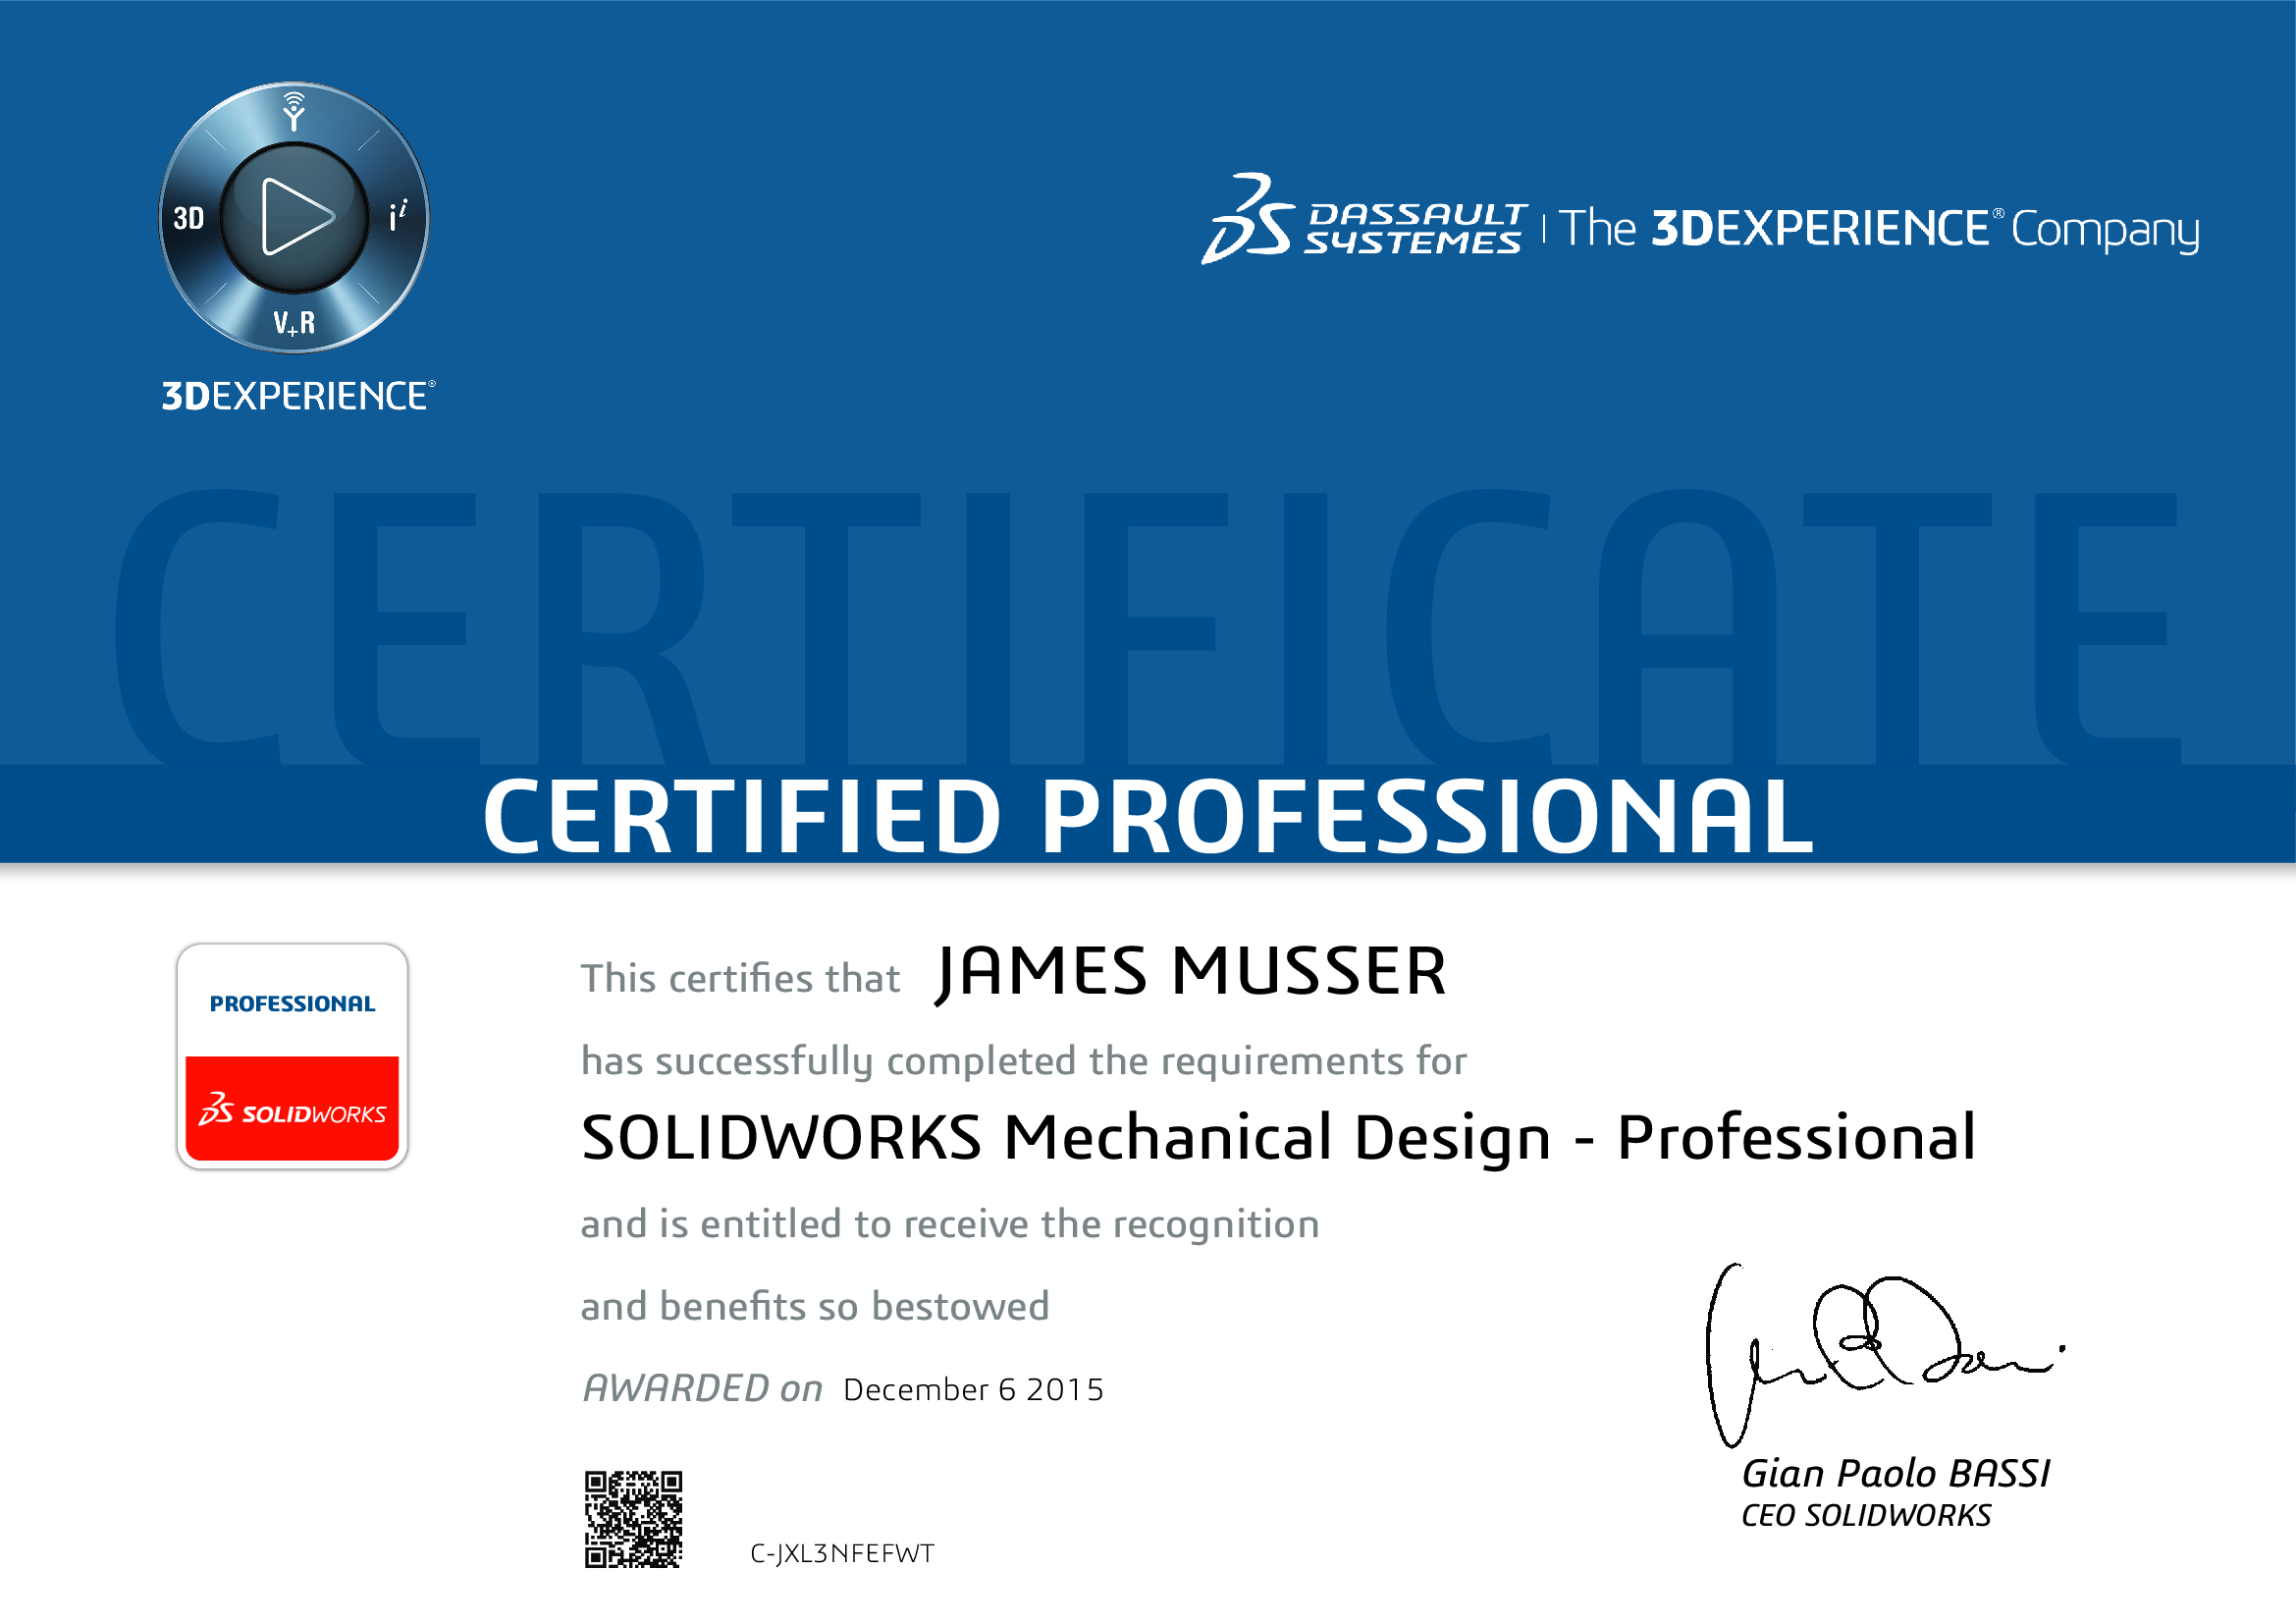 3D
i i
V+R
3DEXPERIENCE®
3DS DASSAULT SYSTEMES | The 3DEXPERIENCE® Company
CERTIFICATE
CERTIFIED PROFESSIONAL
PROFESSIONAL
3DS SOLIDWORKS
This certifies that JAMES MUSSER
has successfully completed the requirements for
SOLIDWORKS Mechanical Design - Professional
and is entitled to receive the recognition
and benefits so bestowed
AWARDED on December 6 2015
Gian Paolo BASSI
CEO SOLIDWORKS
C-JXL3NFEFWT